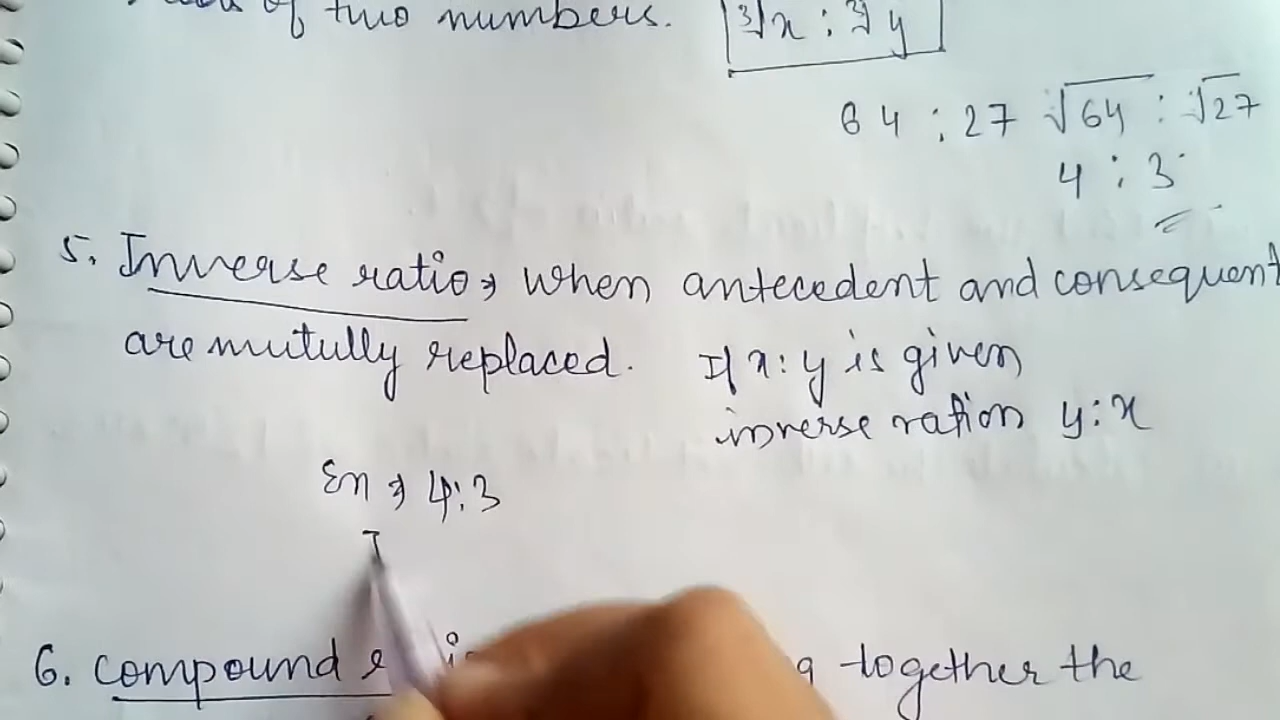 of two numbers. ∛x : ∛y
64 : 27 ∛64 : ∛27
4 : 3
5. Inverse ratio → When antecedent and consequent
are mutully replaced. If x : y is given
inverse ration y : x
Ex → 4 : 3
6. compound together the